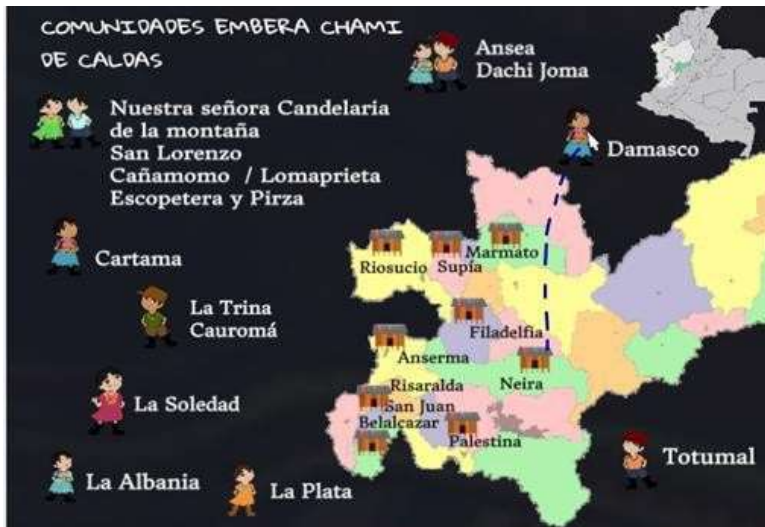 COMUNIDADES EMBERA CHAMI
DE CALDAS
Ansea
Dachi Joma
Nuestra señora Candelaria
de la montaña
San Lorenzo
Cañamomo / Lomaprieta
Escopetera y Pirza
Damasco
Cartama
La Trina
Cauromá
La Soledad
La Albania
La Plata
Totumal
Marmato
Riosucio
Supía
Filadelfia
Anserma
Risaralda
Neira
San Juan
Belalcazar
Palestina